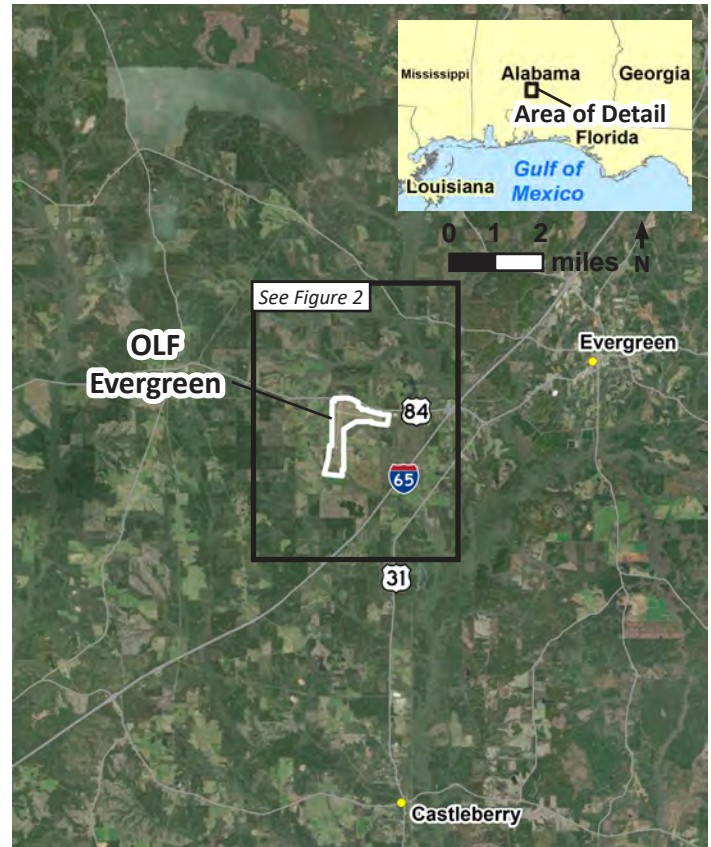 Mississippi
Alabama
Georgia
Area of Detail
Florida
Gulf of
Mexico
Louisiana
0 1 2
miles N
See Figure 2
Evergreen
OLF
Evergreen
84
65
31
Castleberry